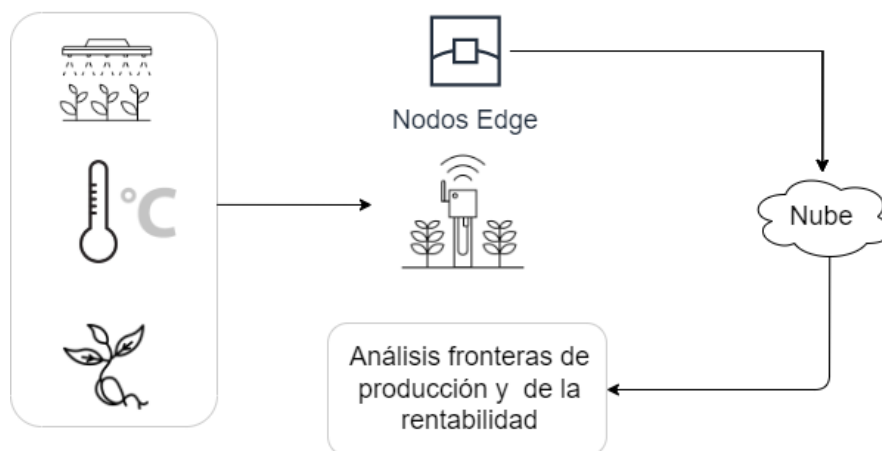 Nodos Edge
°C
Nube
Análisis fronteras de
producción y de la
rentabilidad